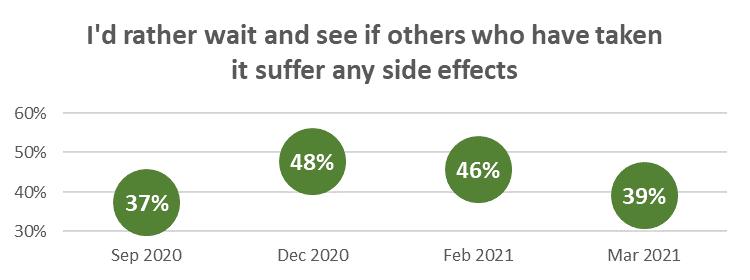 I'd rather wait and see if others who have taken
it suffer any side effects
60%
50%
40%
30%
37%
48%
46%
39%
Sep 2020
Dec 2020
Feb 2021
Mar 2021